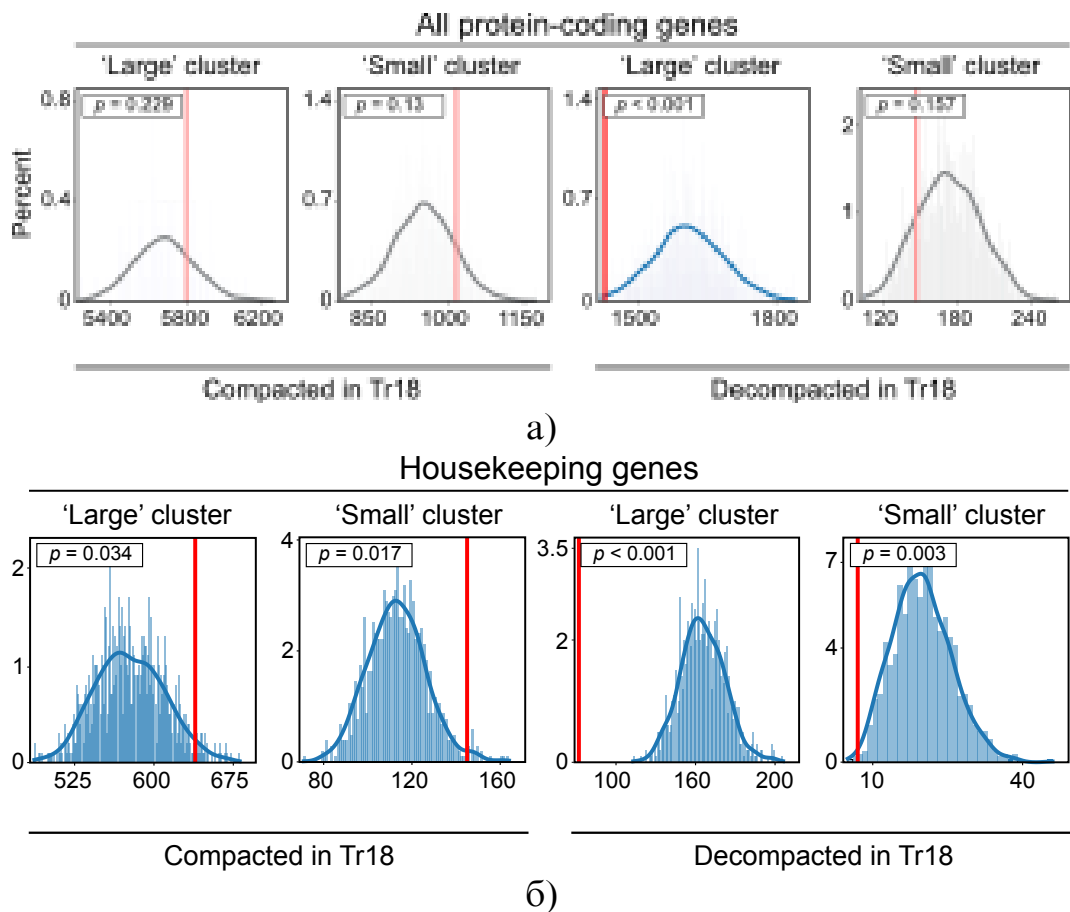 All protein-coding genes
'Large' cluster 'Small' cluster 'Large' cluster 'Small' cluster
p = 0.229 p = 0.13 p < 0.001 p = 0.157
Percent
0.8 0.4 0 1.4 0.7 0 1.4 0.7 0 2 1 0
5400 5800 6200 850 1000 1150 1500 1800 120 180 240
Compacted in Tr18 Decompacted in Tr18
а)
Housekeeping genes
'Large' cluster 'Small' cluster 'Large' cluster 'Small' cluster
p = 0.034 p = 0.017 p < 0.001 p = 0.003
2 1 0 4 2 0 3.5 2 0 7 4 0
525 600 675 80 120 160 100 160 200 10 40
Compacted in Tr18 Decompacted in Tr18
б)